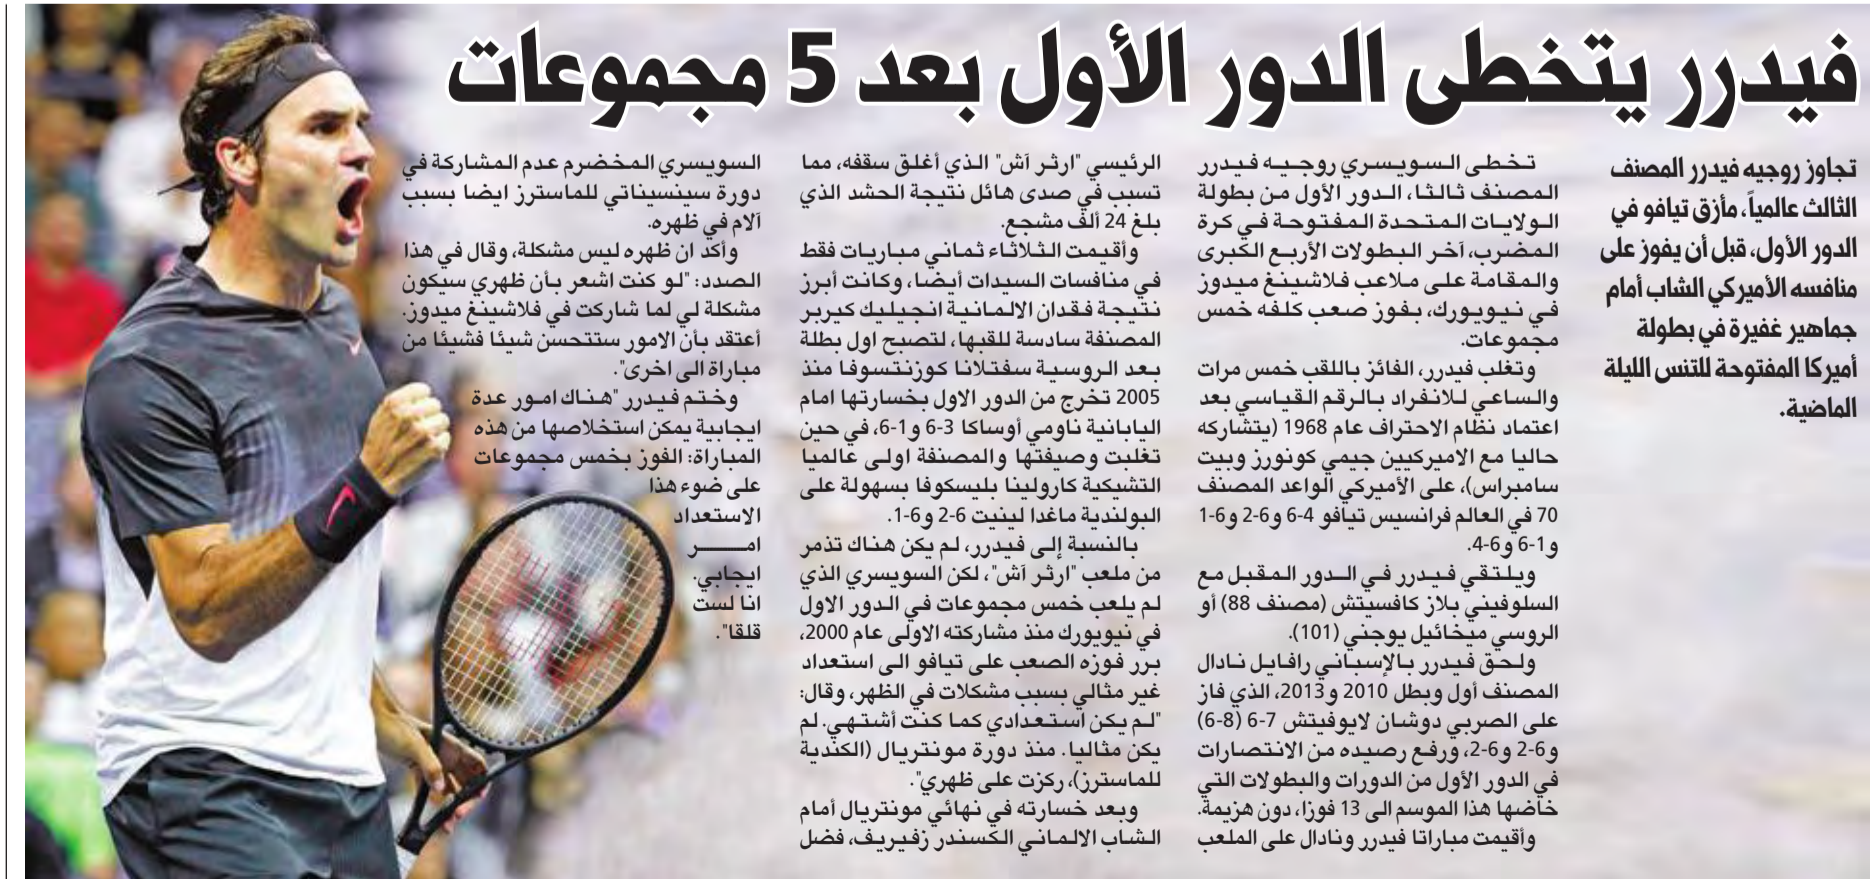 فيدرر يتخطى الدور الأول بعد 5 مجموعات
تجاوز روجيه فيدرر المصنف
الثالث عالمياً، مأزق تيافو في
الدور الأول، قبل أن يفوز على
منافسه الأميركي الشاب أمام
جماهير غفيرة في بطولة
أميركا المفتوحة للتنس الليلة
الماضية.
تخطى السويسري روجيه فيدرر
المصنف ثالثا، الدور الأول من بطولة
الولايات المتحدة المفتوحة في كرة
المضرب، آخر البطولات الأربع الكبرى
والمقامة على ملاعب فلاشينغ ميدوز
في نيويورك، بفوز صعب كلفه خمس
مجموعات.
وتغلب فيدرر، الفائز باللقب خمس مرات
والساعي للانفراد بالرقم القياسي بعد
اعتماد نظام الاحتراف عام 1968 (يتشاركه
حاليا مع الاميركيين جيمي كونورز وبيت
سامبراس)، على الأميركي الواعد المصنف
70 في العالم فرانسيس تيافو 4-6 و6-2 و6-1
و1-6 و6-4.
ويلتقي فيدرر في الدور المقبل مع
السلوفيني بلاز كافسيتش (مصنف 88) أو
الروسي ميخائيل يوجني (101).
ولحق فيدرر بالإسباني رافايل نادال
المصنف أول وبطل 2010 و2013، الذي فاز
على الصربي دوشان لايوفيتش 7-6 (8-6)
و6-2 و6-2، ورفع رصيده من الانتصارات
في الدور الأول من الدورات والبطولات التي
خاضها هذا الموسم الى 13 فوزا، دون هزيمة.
وأقيمت مباراتا فيدرر ونادال على الملعب
الرئيسي "ارثر آش" الذي أغلق سقفه، مما
تسبب في صدى هائل نتيجة الحشد الذي
بلغ 24 ألف مشجع.
وأقيمت الثلاثاء ثماني مباريات فقط
في منافسات السيدات أيضا، وكانت أبرز
نتيجة فقدان الالمانية انجيليك كيربر
المصنفة سادسة للقبها، لتصبح اول بطلة
بعد الروسية سفتلانا كوزنتسوفا منذ
2005 تخرج من الدور الاول بخسارتها امام
اليابانية ناومي أوساكا 3-6 و1-6، في حين
تغلبت وصيفتها والمصنفة اولى عالميا
التشيكية كارولينا بليسكوفا بسهولة على
البولندية ماغدا لينيت 6-2 و6-1.
بالنسبة إلى فيدرر، لم يكن هناك تذمر
من ملعب "ارثر آش"، لكن السويسري الذي
لم يلعب خمس مجموعات في الدور الاول
في نيويورك منذ مشاركته الاولى عام 2000،
برر فوزه الصعب على تيافو الى استعداد
غير مثالي بسبب مشكلات في الظهر، وقال:
"لم يكن استعدادي كما كنت أشتهي. لم
يكن مثاليا. منذ دورة مونتريال (الكندية
للماسترز)، ركزت على ظهري".
وبعد خسارته في نهائي مونتريال أمام
الشاب الالماني الكسندر زفيريف، فضل
السويسري المخضرم عدم المشاركة في
دورة سينسيناتي للماسترز ايضا بسبب
آلام في ظهره.
وأكد ان ظهره ليس مشكلة، وقال في هذا
الصدد: "لو كنت اشعر بأن ظهري سيكون
مشكلة لي لما شاركت في فلاشينغ ميدوز.
أعتقد بأن الامور ستتحسن شيئا فشيئا من
مباراة الى اخرى".
وختم فيدرر "هناك امور عدة
ايجابية يمكن استخلاصها من هذه
المباراة: الفوز بخمس مجموعات
على ضوء هذا
الاستعداد
امـــــر
ايجابي.
انا لست
قلقا".